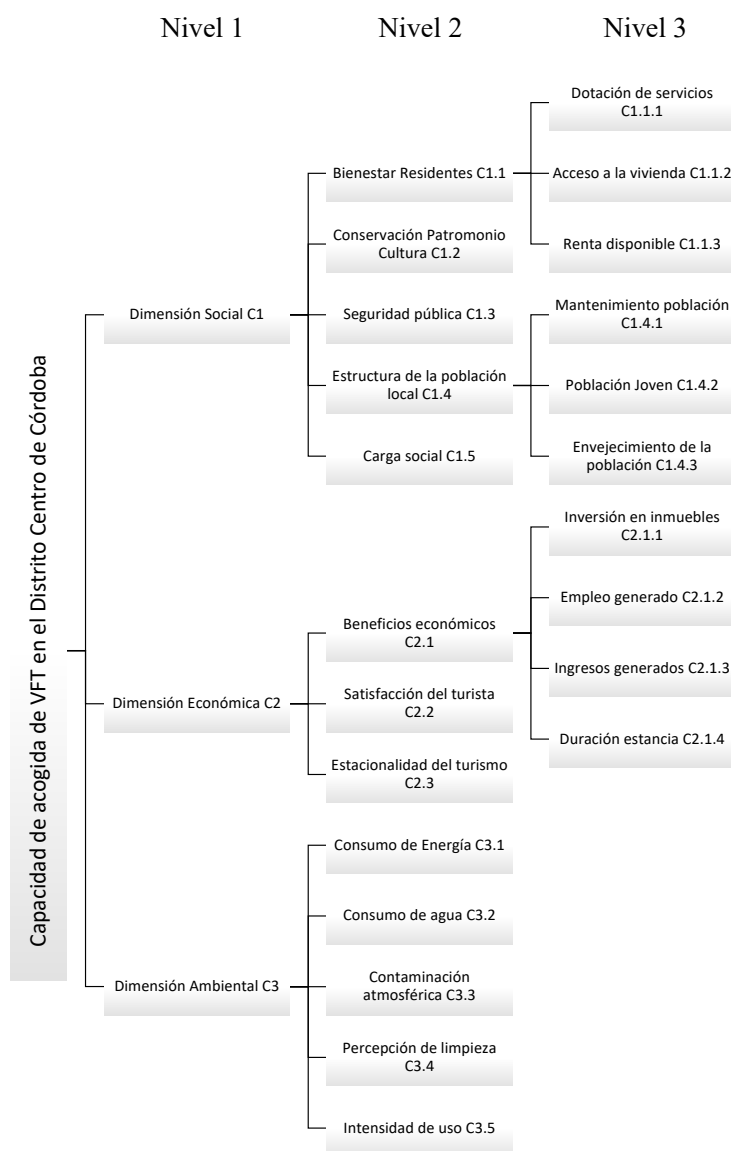 Nivel 1
Nivel 2
Nivel 3
Capacidad de acogida de VFT en el Distrito Centro de Córdoba
Dimensión Social C1
Bienestar Residentes C1.1
Dotación de servicios
C1.1.1
Acceso a la vivienda C1.1.2
Renta disponible C1.1.3
Conservación Patromonio
Cultura C1.2
Seguridad pública C1.3
Estructura de la población
local C1.4
Mantenimiento población
C1.4.1
Población Joven C1.4.2
Envejecimiento de la
población C1.4.3
Carga social C1.5
Dimensión Económica C2
Beneficios económicos
C2.1
Inversión en inmuebles
C2.1.1
Empleo generado C2.1.2
Ingresos generados C2.1.3
Duración estancia C2.1.4
Satisfacción del turista
C2.2
Estacionalidad del turismo
C2.3
Dimensión Ambiental C3
Consumo de Energía C3.1
Consumo de agua C3.2
Contaminación
atmosférica C3.3
Percepción de limpieza
C3.4
Intensidad de uso C3.5